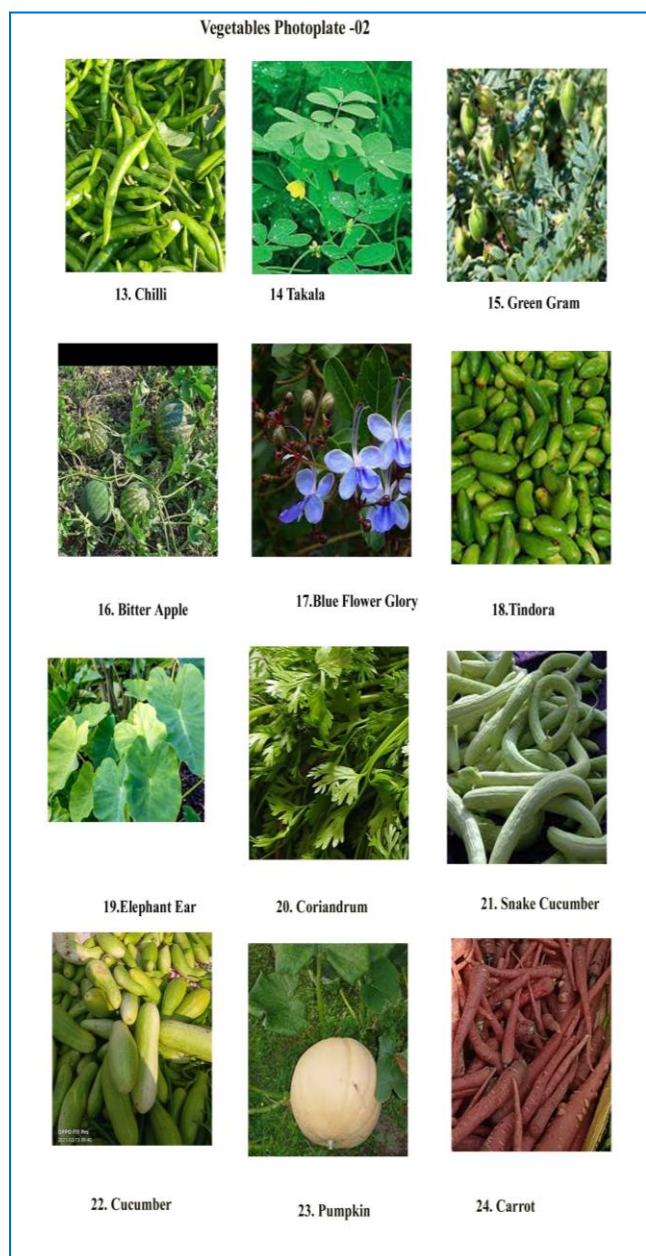 Vegetables Photoplate -02
13. Chilli
14 Takala
15. Green Gram
16. Bitter Apple
17.Blue Flower Glory
18.Tindora
19.Elephant Ear
20. Coriandrum
21. Snake Cucumber
22. Cucumber
23. Pumpkin
24. Carrot